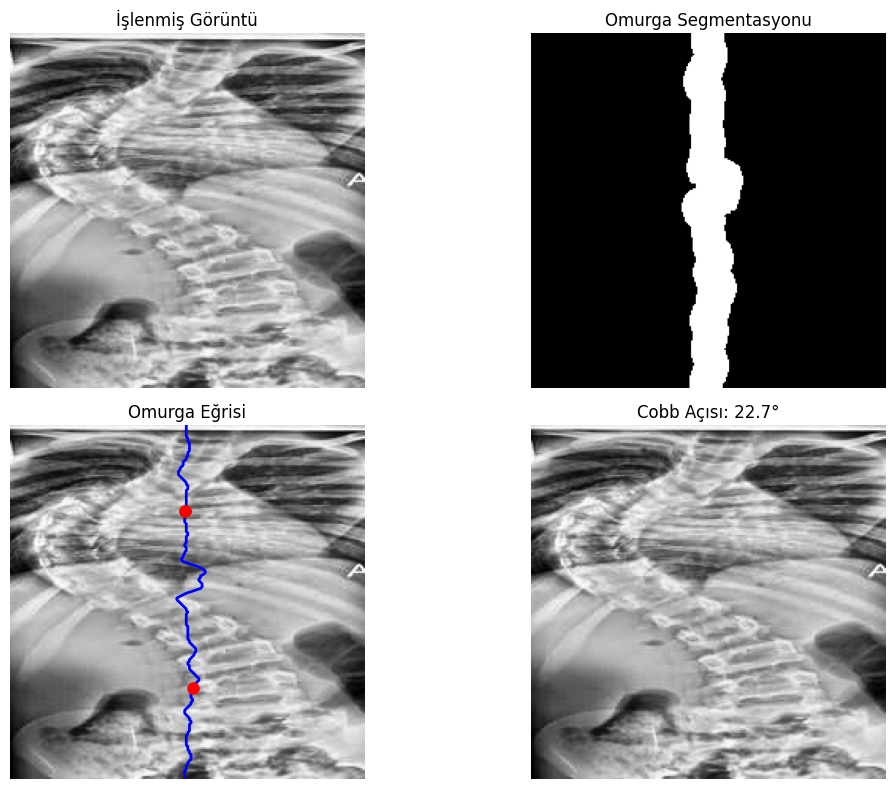 İşlenmiş Görüntü
Omurga Segmentasyonu
Omurga Eğrisi
Cobb Açısı: 22.7°